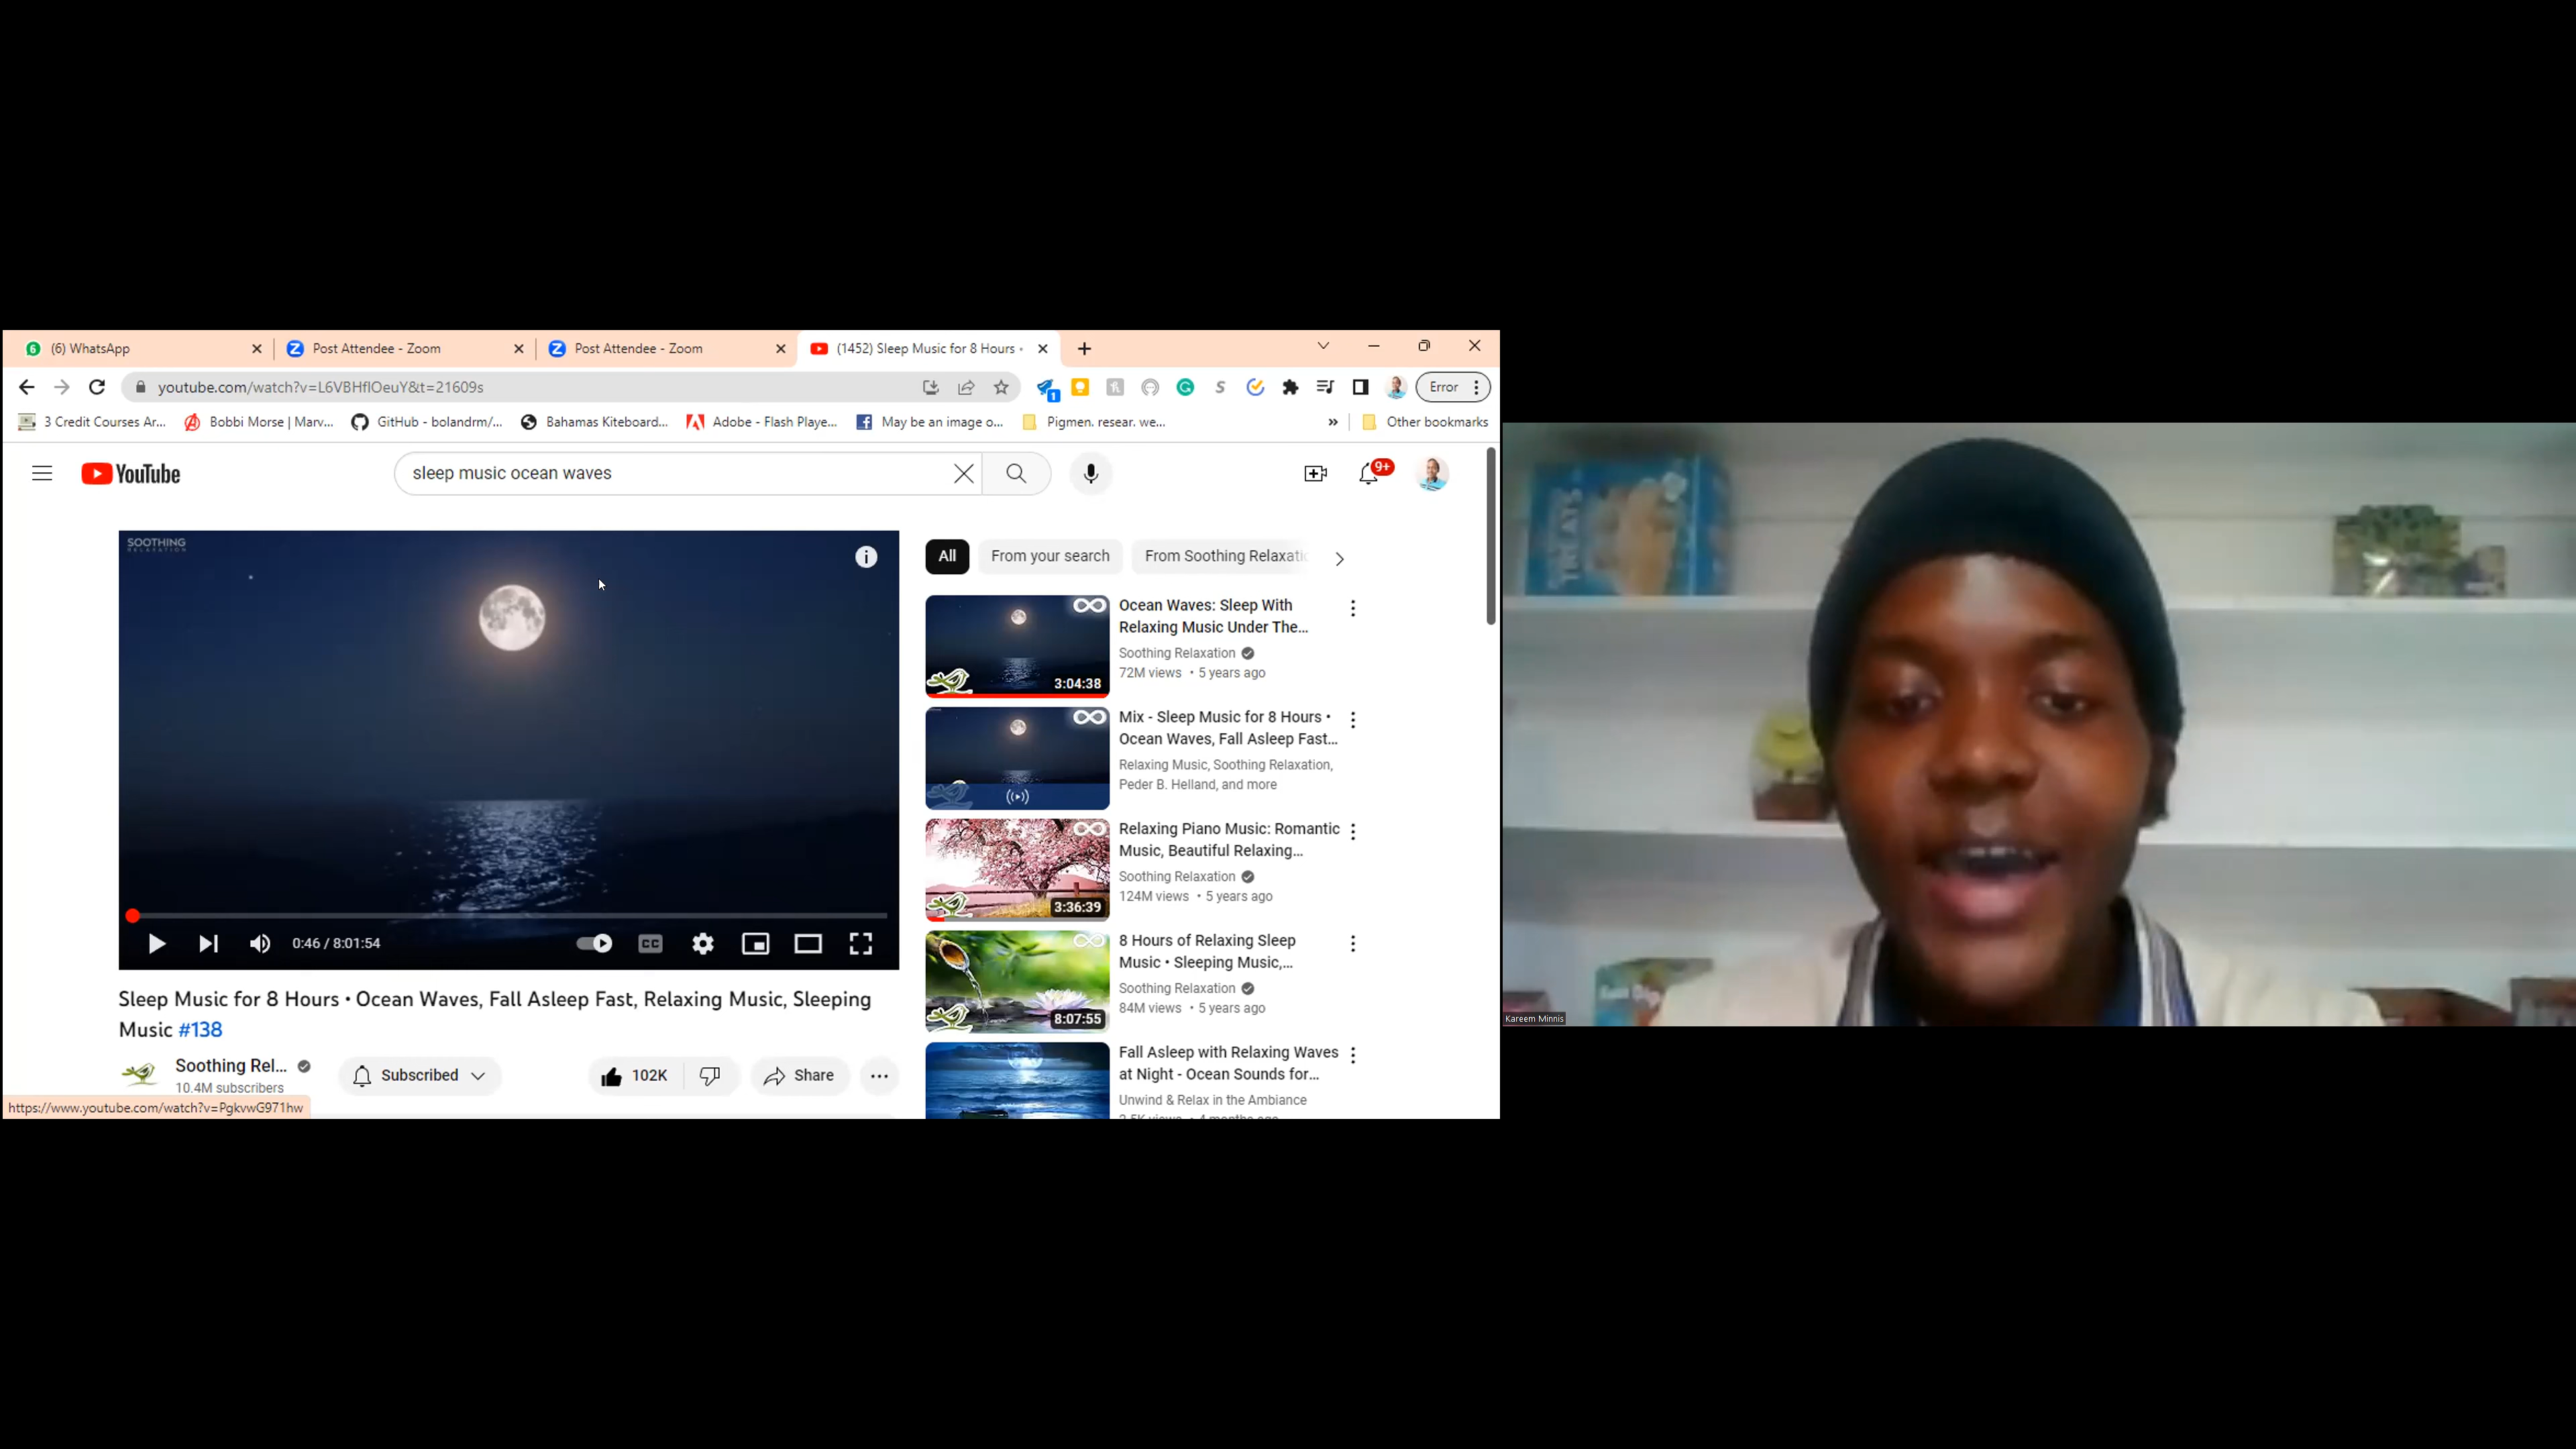 (6) WhatsApp
Post Attendee - Zoom
Post Attendee - Zoom
(1452) Sleep Music for 8 Hours •
youtube.com/watch?v=L6VBHflOeuY&t=21609s
1
Error
3 Credit Courses Ar...
Bobbi Morse | Marv...
GitHub - bolandrm/...
Bahamas Kiteboard...
Adobe - Flash Playe...
May be an image o...
Pigmen. resear. we...
»
Other bookmarks
YouTube
sleep music ocean waves
9+
SOOTHING
RELAXATION
0:46 / 8:01:54
CC
Sleep Music for 8 Hours • Ocean Waves, Fall Asleep Fast, Relaxing Music, Sleeping
Music #138
Soothing Rel...
10.4M subscribers
Subscribed
102K
Share
https://www.youtube.com/watch?v=PgkvwG971hw
All
From your search
From Soothing Relaxatio
3:04:38
Ocean Waves: Sleep With
Relaxing Music Under The...
Soothing Relaxation
72M views • 5 years ago
Mix - Sleep Music for 8 Hours •
Ocean Waves, Fall Asleep Fast...
Relaxing Music, Soothing Relaxation,
Peder B. Helland, and more
3:36:39
Relaxing Piano Music: Romantic
Music, Beautiful Relaxing...
Soothing Relaxation
124M views • 5 years ago
8:07:55
8 Hours of Relaxing Sleep
Music • Sleeping Music,...
Soothing Relaxation
84M views • 5 years ago
Fall Asleep with Relaxing Waves
at Night - Ocean Sounds for...
Unwind & Relax in the Ambiance
TREATS
Kareem Minnis